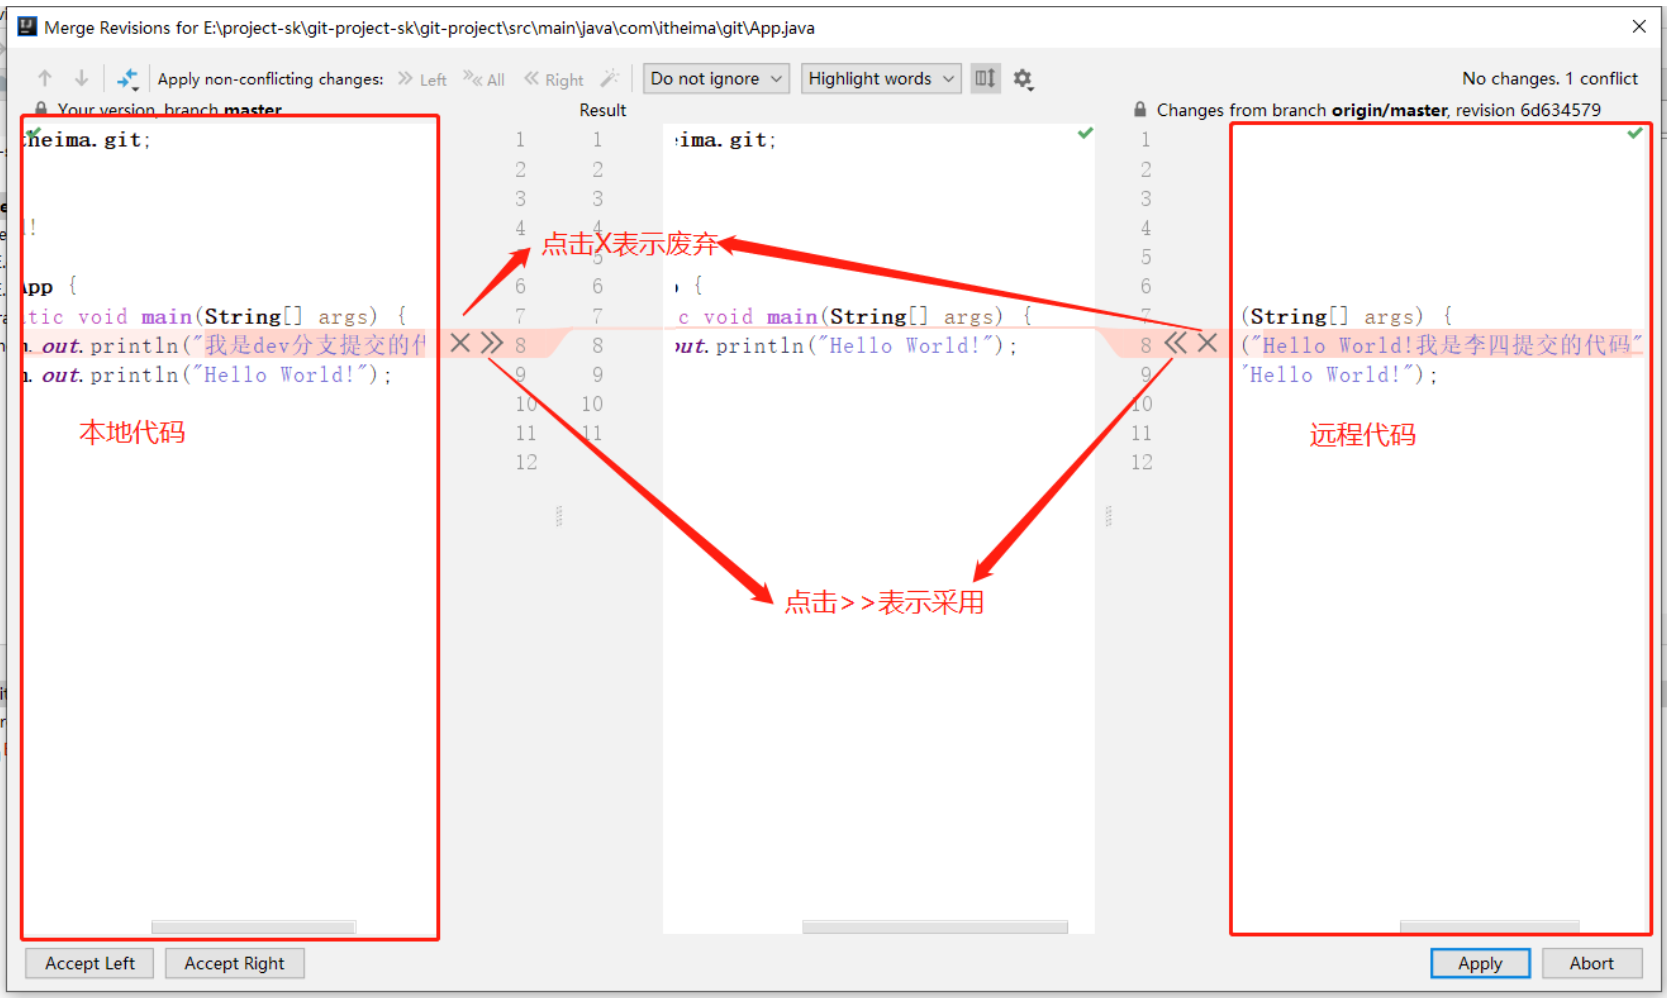 Merge Revisions for E:\project-sk\git-project-sk\git-project\src\main\java\com\itheima\git\App.java
Apply non-conflicting changes: Left All Right Do not ignore Highlight words No changes. 1 conflict
Your version, branch master
Result
Changes from branch origin/master, revision 6d634579
theima.git;
!
App {
tic void main(String[] args) {
.out.println("我是dev分支提交的代
.out.println("Hello World!");
本地代码
1
2
3
4
6
7
8
9
10
11
12
1
2
3
4
5
6
7
8
9
10
11
点击X表示废弃
ima.git;
{
c void main(String[] args) {
out.println("Hello World!");
点击>>表示采用
1
2
3
4
5
6
7
8
9
10
11
12
(String[] args) {
("Hello World!我是李四提交的代码"
"Hello World!");
远程代码
Accept Left Accept Right Apply Abort